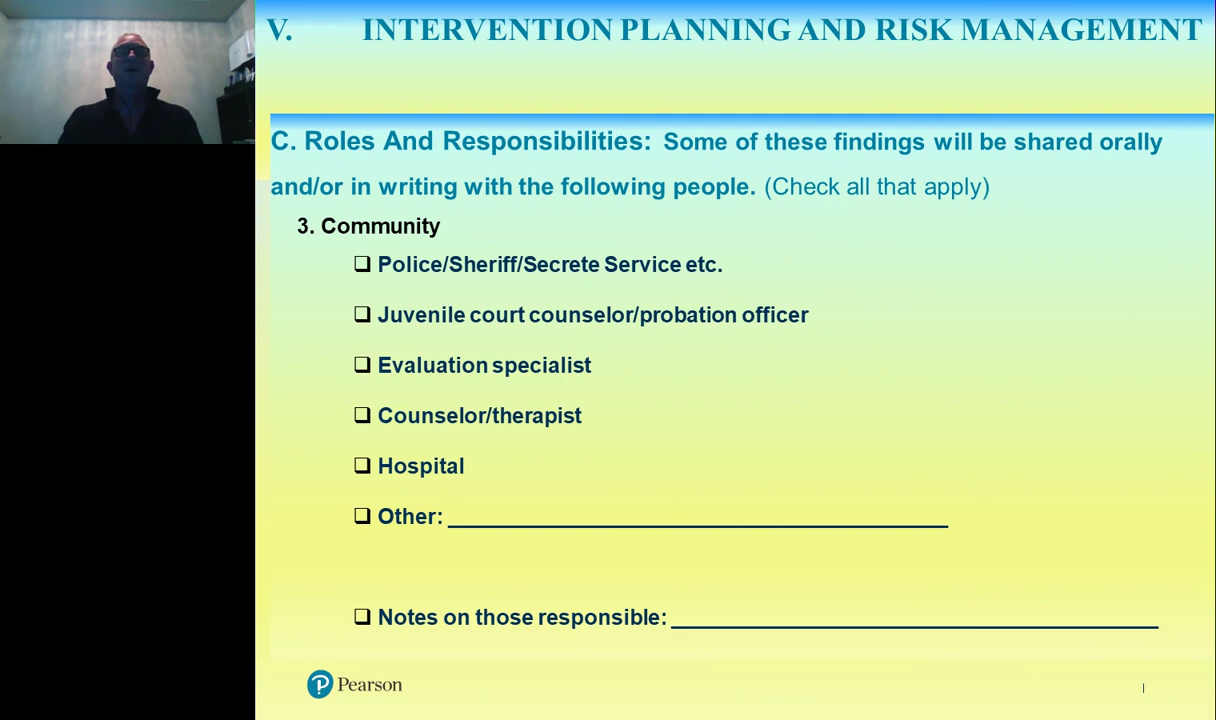 V. INTERVENTION PLANNING AND RISK MANAGEMENT
C. Roles And Responsibilities: Some of these findings will be shared orally
and/or in writing with the following people. (Check all that apply)
3. Community
❑ Police/Sheriff/Secrete Service etc.
❑ Juvenile court counselor/probation officer
❑ Evaluation specialist
❑ Counselor/therapist
❑ Hospital
❑ Other: ________________________________________
❑ Notes on those responsible: _______________________________________
Pearson